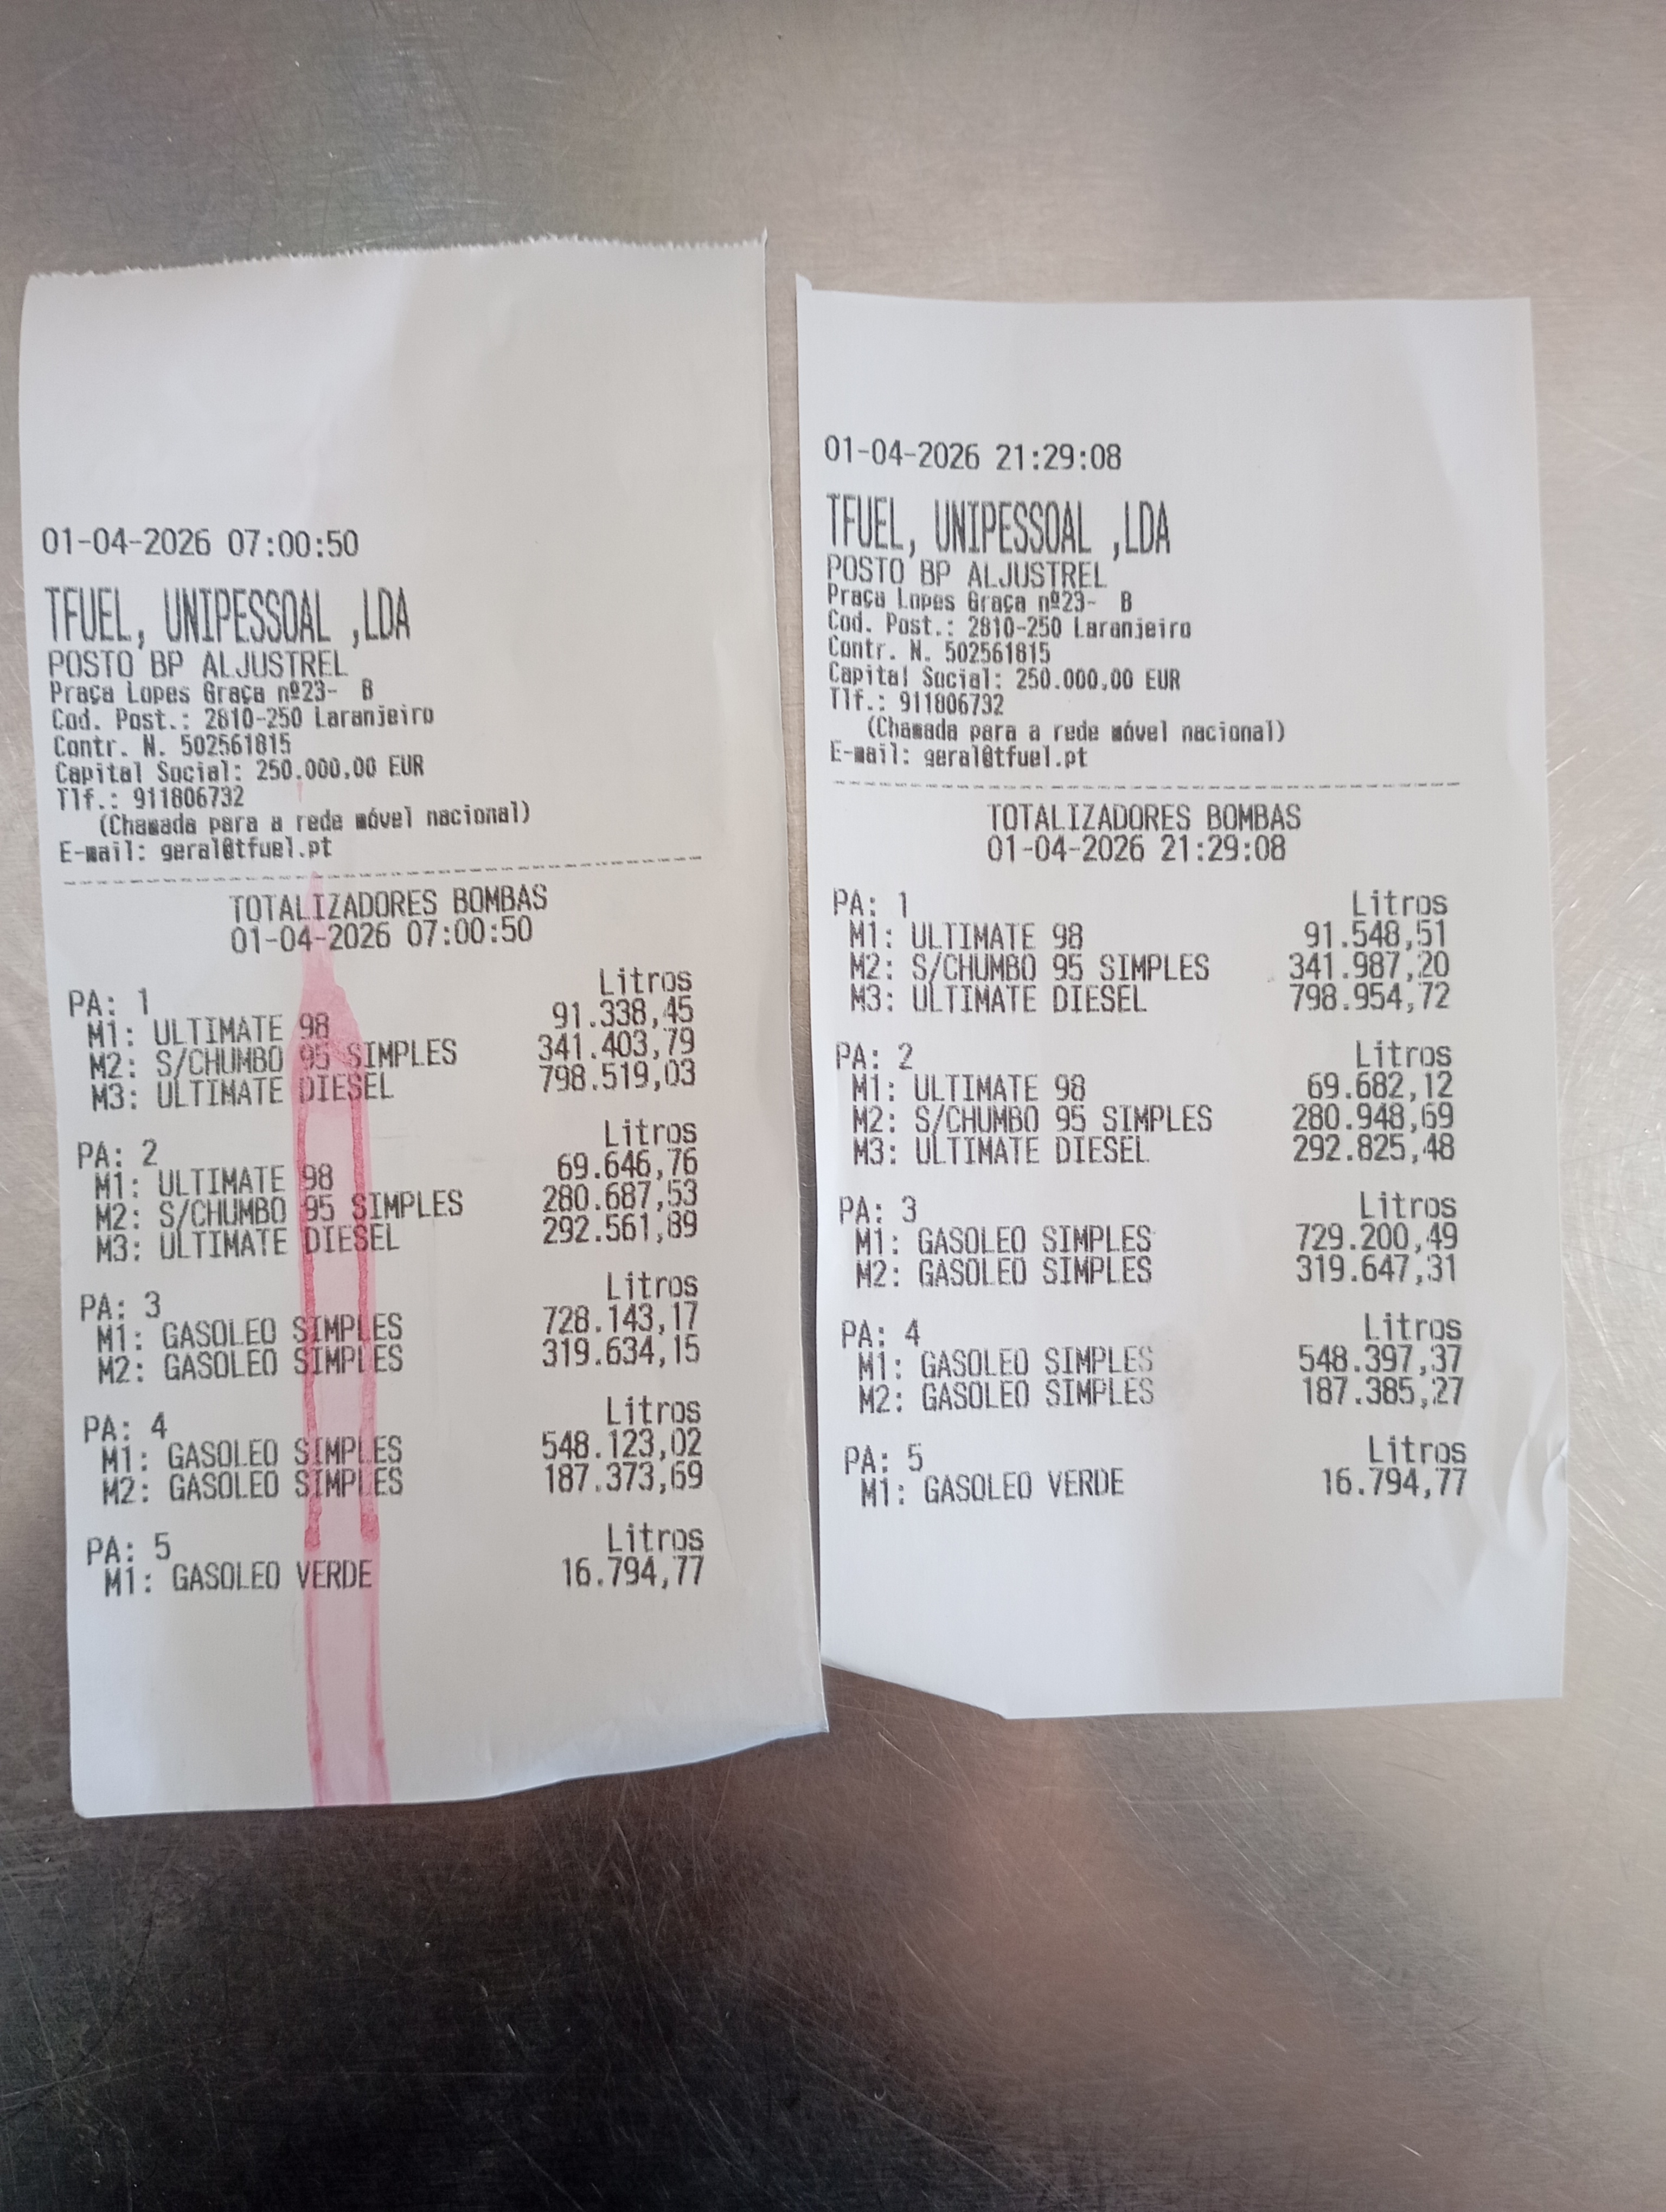 01-04-2026 07:00:50
TFUEL, UNIPESSOAL ,LDA
POSTO BP ALJUSTREL
Praça Lopes Graça nº23-  B
Cod. Post.: 2810-250 Laranjeiro
Contr. N. 502561815
Capital Social: 250.000,00 EUR
Tlf.: 911806732
(Chamada para a rede móvel nacional)
E-mail: geral@tfuel.pt
TOTALIZADORES BOMBAS
01-04-2026 07:00:50
PA: 1 Litros
M1: ULTIMATE 98 91.338,45
M2: S/CHUMBO 95 SIMPLES 341.403,79
M3: ULTIMATE DIESEL 798.519,03
PA: 2 Litros
M1: ULTIMATE 98 69.646,76
M2: S/CHUMBO 95 SIMPLES 280.687,53
M3: ULTIMATE DIESEL 292.561,89
PA: 3 Litros
M1: GASOLEO SIMPLES 728.143,17
M2: GASOLEO SIMPLES 319.634,15
PA: 4 Litros
M1: GASOLEO SIMPLES 548.123,02
M2: GASOLEO SIMPLES 187.373,69
PA: 5 Litros
M1: GASOLEO VERDE 16.794,77
01-04-2026 21:29:08
TFUEL, UNIPESSOAL ,LDA
POSTO BP ALJUSTREL
Praça Lopes Graça nº23-  B
Cod. Post.: 2810-250 Laranjeiro
Contr. N. 502561815
Capital Social: 250.000,00 EUR
Tlf.: 911806732
(Chamada para a rede móvel nacional)
E-mail: geral@tfuel.pt
TOTALIZADORES BOMBAS
01-04-2026 21:29:08
PA: 1 Litros
M1: ULTIMATE 98 91.548,51
M2: S/CHUMBO 95 SIMPLES 341.987,20
M3: ULTIMATE DIESEL 798.954,72
PA: 2 Litros
M1: ULTIMATE 98 69.682,12
M2: S/CHUMBO 95 SIMPLES 280.948,69
M3: ULTIMATE DIESEL 292.825,48
PA: 3 Litros
M1: GASOLEO SIMPLES 729.200,49
M2: GASOLEO SIMPLES 319.647,31
PA: 4 Litros
M1: GASOLEO SIMPLES 548.397,37
M2: GASOLEO SIMPLES 187.385,27
PA: 5 Litros
M1: GASOLEO VERDE 16.794,77